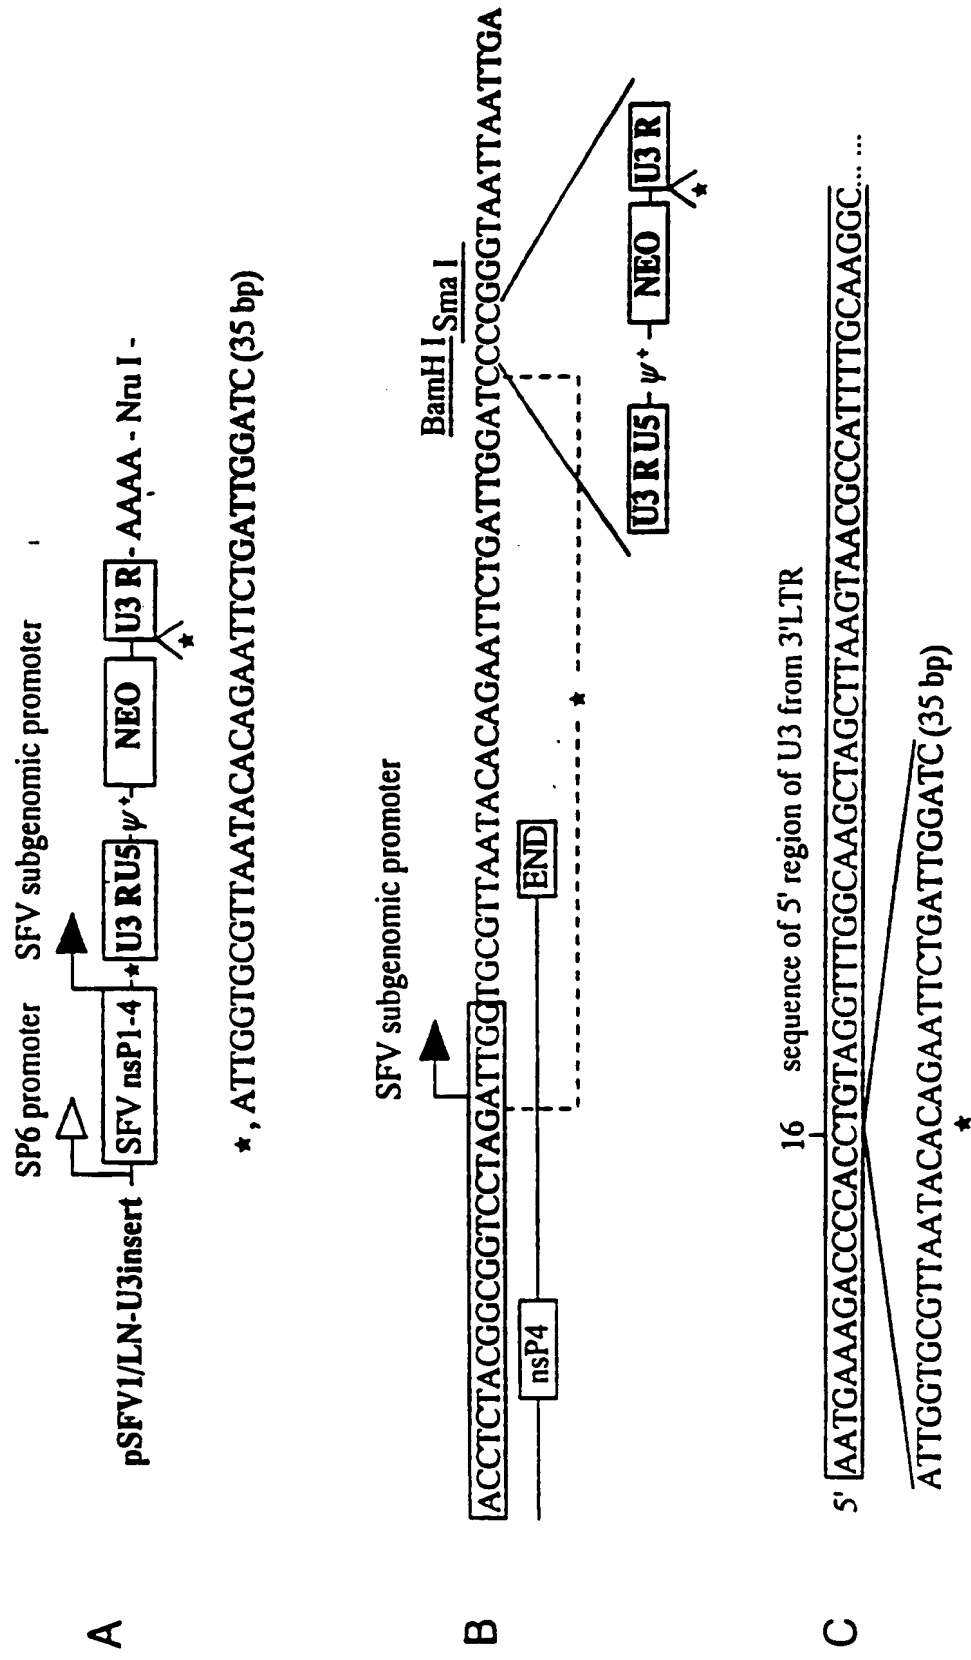 A
SP6 promoter
SFV subgenomic promoter
pSFV1/LN-U3insert - SFV nsP1-4 -★- U3 RU5 - ψ+ - NEO - U3 R - AAAA - Nru I -
★
★, ATTGGTGCGTTAATACACAGAATTCTGATTGGATC (35 bp)
B
SFV subgenomic promoter
BamH I
Sma I
ACCTCTACGGCGGTCCTAGATTGGTGCGTTAATACACAGAATTCTGATTGGATCCCCGGGTAATTAATTGA
nsP4
END
★
U3 R U5 - ψ+ - NEO - U3 R
★
C
16
sequence of 5' region of U3 from 3'LTR
5' AATGAAAGACCCCACCTGTAGGTTTGGCAAGCTAGCTTAAGTAACGCCATTTTGCAAGGC... ...
ATTGGTGCGTTAATACACAGAATTCTGATTGGATC (35 bp)
★